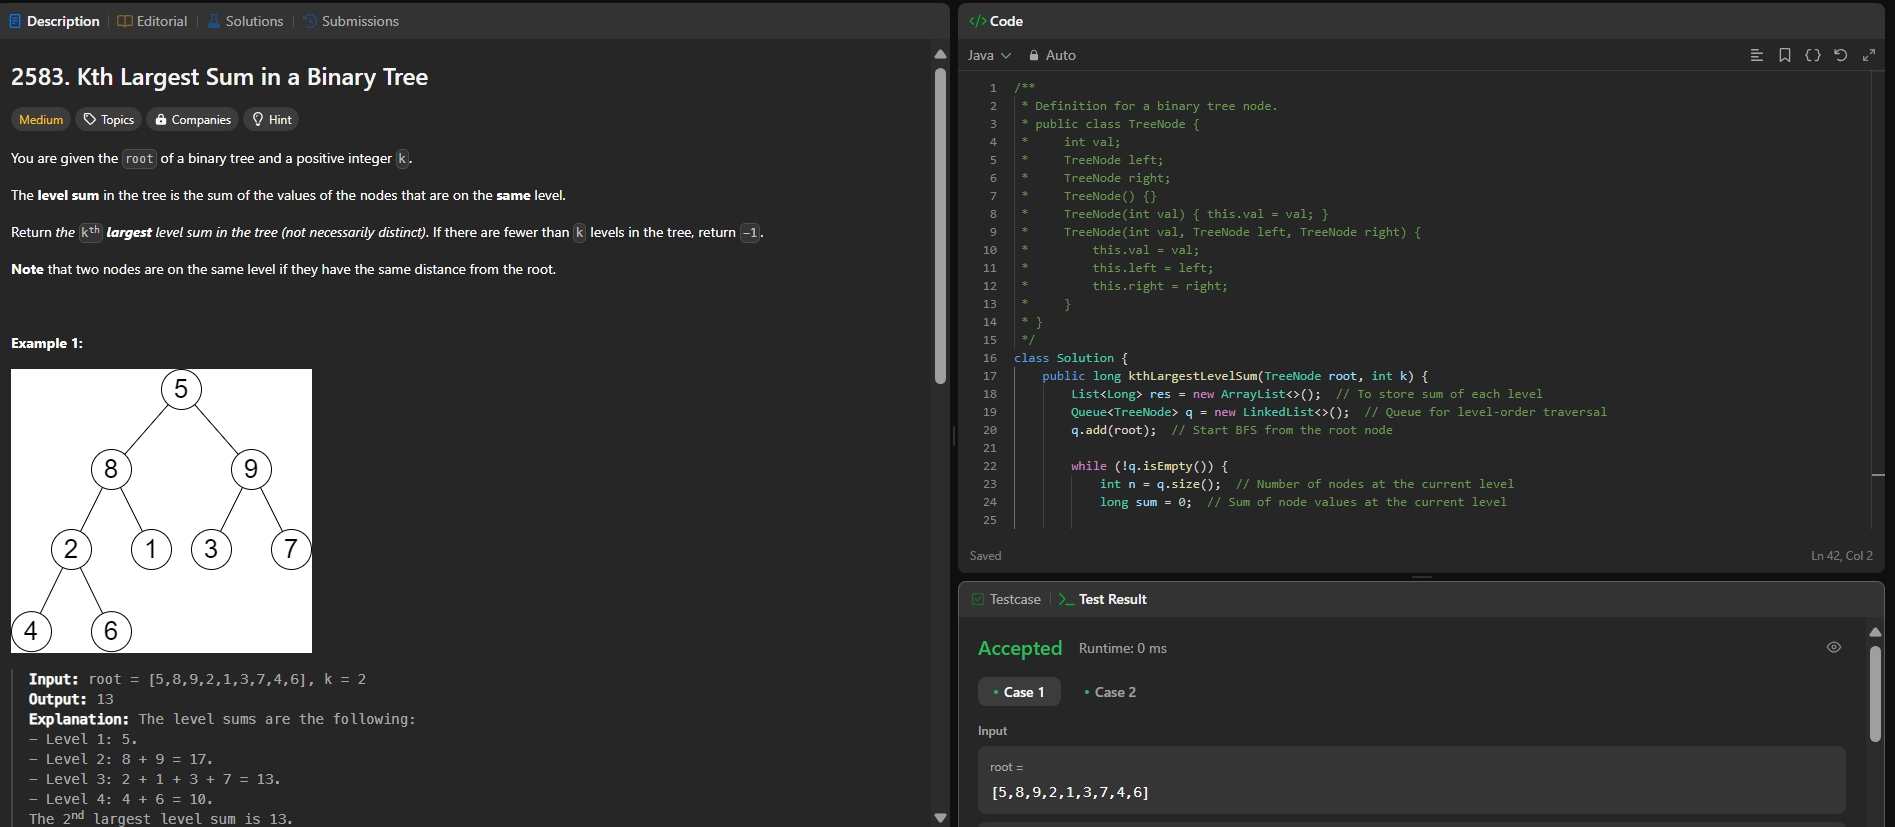 Description
Editorial
Solutions
Submissions
2583. Kth Largest Sum in a Binary Tree
Medium
Topics
Companies
Hint
You are given the root of a binary tree and a positive integer k.
The level sum in the tree is the sum of the values of the nodes that are on the same level.
Return the kth largest level sum in the tree (not necessarily distinct). If there are fewer than k levels in the tree, return -1.
Note that two nodes are on the same level if they have the same distance from the root.
Example 1:
5
8 9
2 1 3 7
4 6
Input: root = [5,8,9,2,1,3,7,4,6], k = 2
Output: 13
Explanation: The level sums are the following:
- Level 1: 5.
- Level 2: 8 + 9 = 17.
- Level 3: 2 + 1 + 3 + 7 = 13.
- Level 4: 4 + 6 = 10.
The 2nd largest level sum is 13.
</> Code
Java
Auto
1 /**
2 * Definition for a binary tree node.
3 * public class TreeNode {
4 *     int val;
5 *     TreeNode left;
6 *     TreeNode right;
7 *     TreeNode() {}
8 *     TreeNode(int val) { this.val = val; }
9 *     TreeNode(int val, TreeNode left, TreeNode right) {
10 *         this.val = val;
11 *         this.left = left;
12 *         this.right = right;
13 *     }
14 * }
15 */
16 class Solution {
17     public long kthLargestLevelSum(TreeNode root, int k) {
18         List<Long> res = new ArrayList<>();  // To store sum of each level
19         Queue<TreeNode> q = new LinkedList<>();  // Queue for level-order traversal
20         q.add(root);  // Start BFS from the root node
21
22         while (!q.isEmpty()) {
23             int n = q.size();  // Number of nodes at the current level
24             long sum = 0;  // Sum of node values at the current level
25
Saved
Ln 42, Col 2
Testcase
>_ Test Result
Accepted
Runtime: 0 ms
• Case 1
• Case 2
Input
root =
[5,8,9,2,1,3,7,4,6]